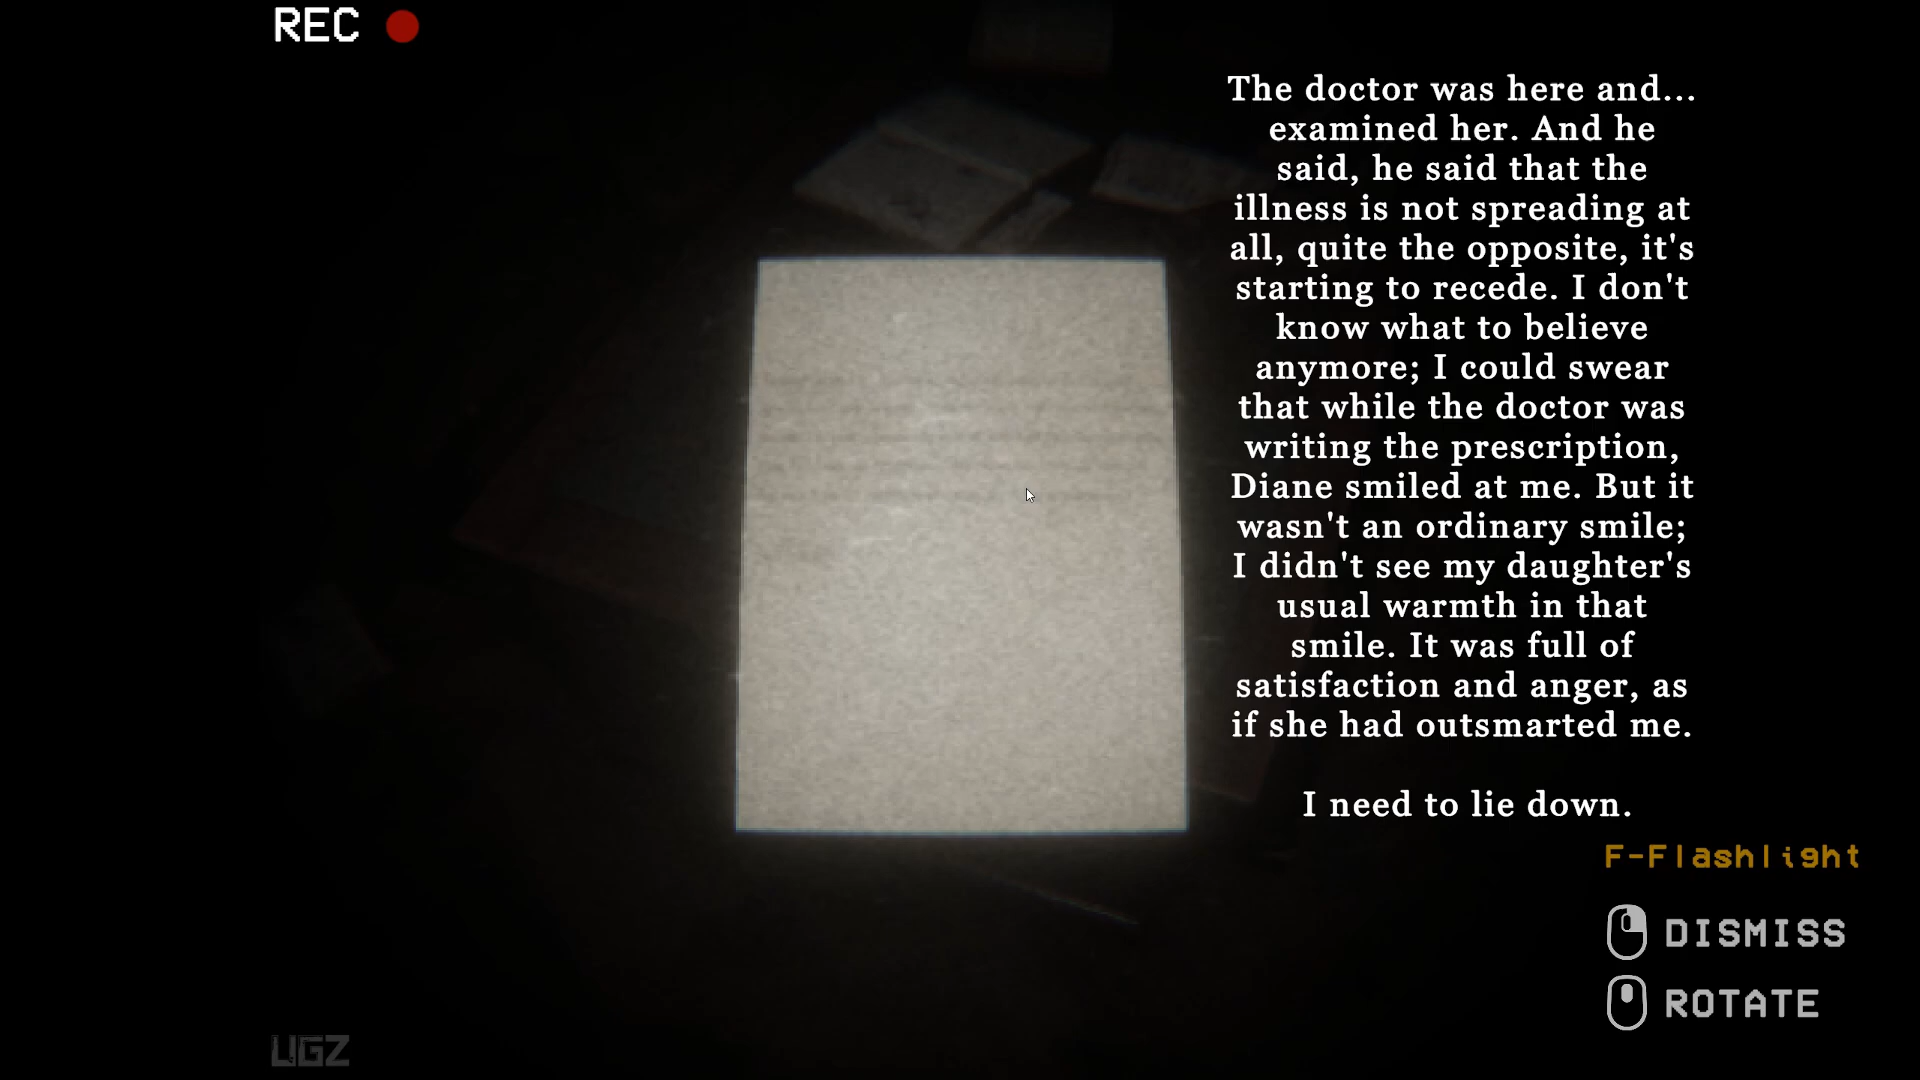 REC
The doctor was here and...
examined her. And he
said, he said that the
illness is not spreading at
all, quite the opposite, it's
starting to recede. I don't
know what to believe
anymore; I could swear
that while the doctor was
writing the prescription,
Diane smiled at me. But it
wasn't an ordinary smile;
I didn't see my daughter's
usual warmth in that
smile. It was full of
satisfaction and anger, as
if she had outsmarted me.
I need to lie down.
F-Flashlight
DISMISS
ROTATE
UGZ